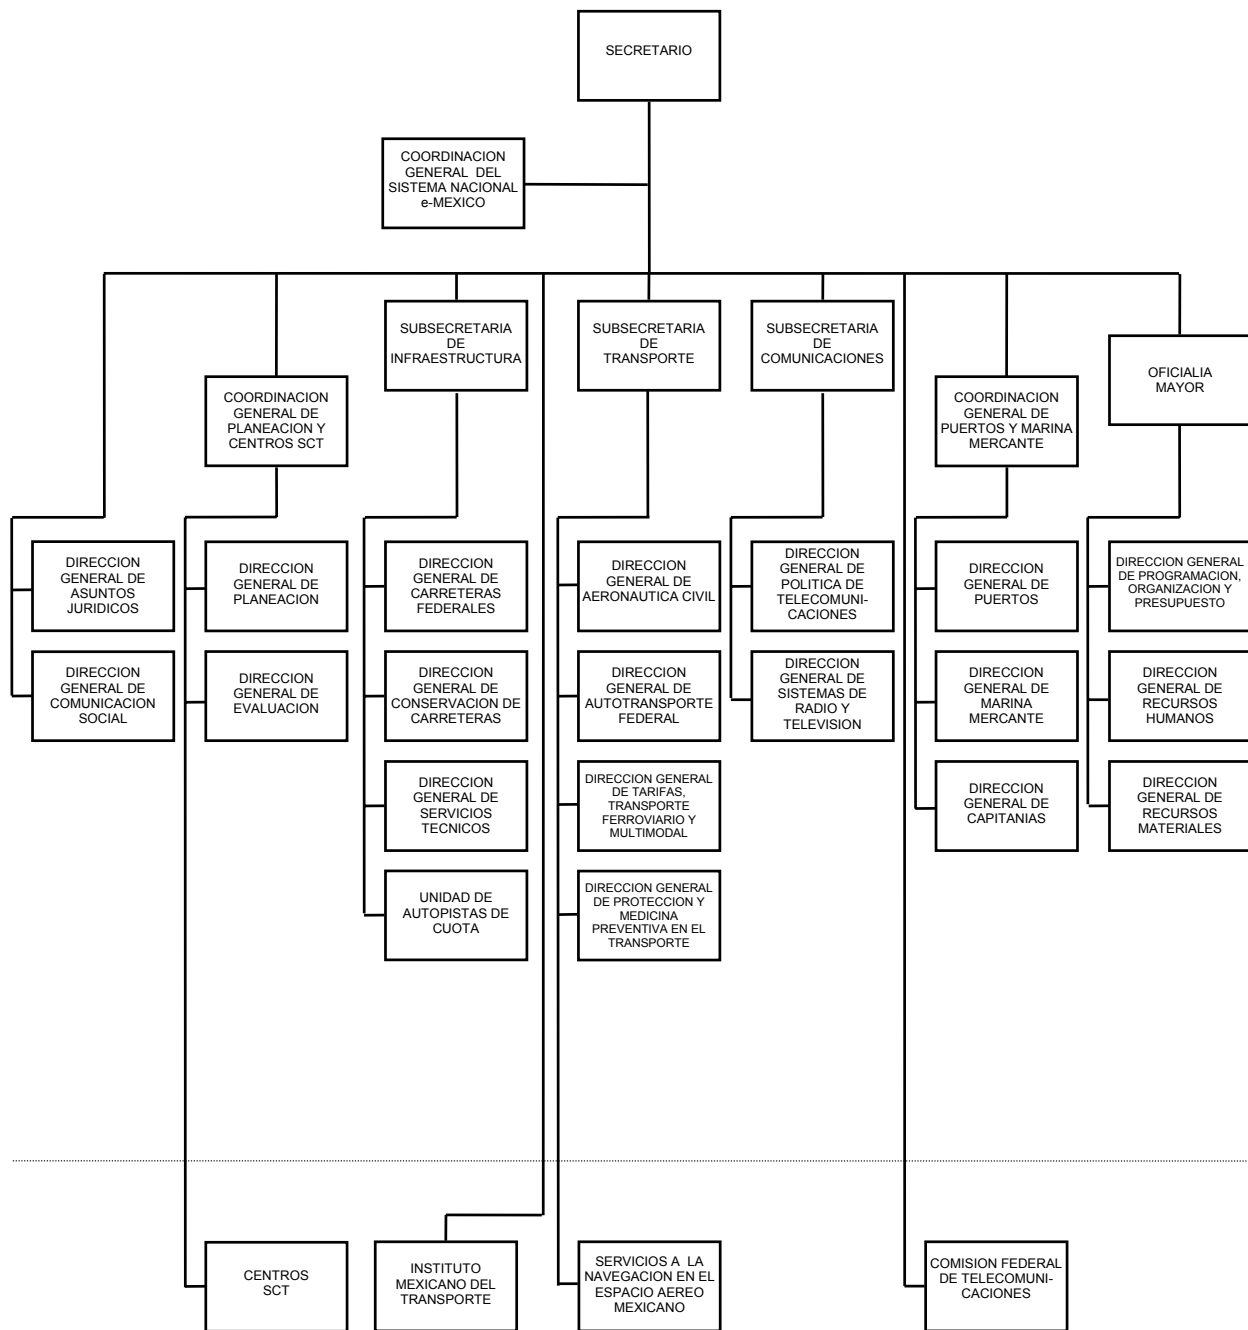 SECRETARIO
COORDINACION
GENERAL DEL
SISTEMA NACIONAL
e-MEXICO
SUBSECRETARIA
DE
INFRAESTRUCTURA
SUBSECRETARIA
DE
TRANSPORTE
SUBSECRETARIA
DE
COMUNICACIONES
OFICIALIA
MAYOR
COORDINACION
GENERAL DE
PLANEACION Y
CENTROS SCT
COORDINACION
GENERAL DE
PUERTOS Y MARINA
MERCANTE
DIRECCION
GENERAL DE
ASUNTOS
JURIDICOS
DIRECCION
GENERAL DE
PLANEACION
DIRECCION
GENERAL DE
CARRETERAS
FEDERALES
DIRECCION
GENERAL DE
AERONAUTICA CIVIL
DIRECCION
GENERAL DE
POLITICA DE
TELECOMUNI-
CACIONES
DIRECCION
GENERAL DE
PUERTOS
DIRECCION GENERAL
DE PROGRAMACION,
ORGANIZACION Y
PRESUPUESTO
DIRECCION
GENERAL DE
COMUNICACION
SOCIAL
DIRECCION
GENERAL DE
EVALUACION
DIRECCION
GENERAL DE
CONSERVACION DE
CARRETERAS
DIRECCION
GENERAL DE
AUTOTRANSPORTE
FEDERAL
DIRECCION
GENERAL DE
SISTEMAS DE
RADIO Y
TELEVISION
DIRECCION
GENERAL DE
MARINA
MERCANTE
DIRECCION
GENERAL DE
RECURSOS
HUMANOS
DIRECCION
GENERAL DE
SERVICIOS
TECNICOS
DIRECCION GENERAL
DE TARIFAS,
TRANSPORTE
FERROVIARIO Y
MULTIMODAL
DIRECCION
GENERAL DE
CAPITANIAS
DIRECCION
GENERAL DE
RECURSOS
MATERIALES
UNIDAD DE
AUTOPISTAS DE
CUOTA
DIRECCION GENERAL
DE PROTECCION Y
MEDICINA
PREVENTIVA EN EL
TRANSPORTE
CENTROS
SCT
INSTITUTO
MEXICANO DEL
TRANSPORTE
SERVICIOS A LA
NAVEGACION EN EL
ESPACIO AEREO
MEXICANO
COMISION FEDERAL
DE TELECOMUNI-
CACIONES